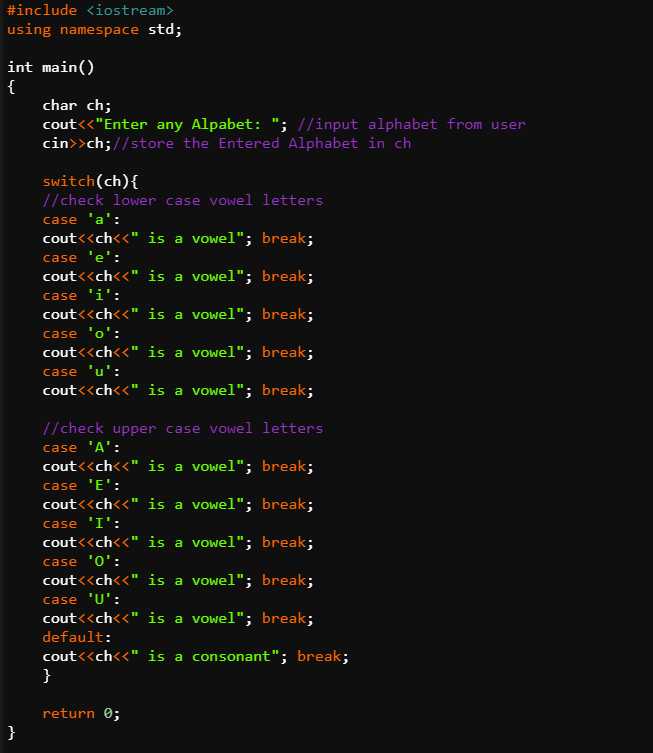 #include <iostream>
using namespace std;
int main()
{
char ch;
cout<<"Enter any Alpabet: "; //input alphabet from user
cin>>ch;//store the Entered Alphabet in ch
switch(ch){
//check lower case vowel letters
case 'a':
cout<<ch<<" is a vowel"; break;
case 'e':
cout<<ch<<" is a vowel"; break;
case 'i':
cout<<ch<<" is a vowel"; break;
case 'o':
cout<<ch<<" is a vowel"; break;
case 'u':
cout<<ch<<" is a vowel"; break;
//check upper case vowel letters
case 'A':
cout<<ch<<" is a vowel"; break;
case 'E':
cout<<ch<<" is a vowel"; break;
case 'I':
cout<<ch<<" is a vowel"; break;
case 'O':
cout<<ch<<" is a vowel"; break;
case 'U':
cout<<ch<<" is a vowel"; break;
default:
cout<<ch<<" is a consonant"; break;
}
return 0;
}